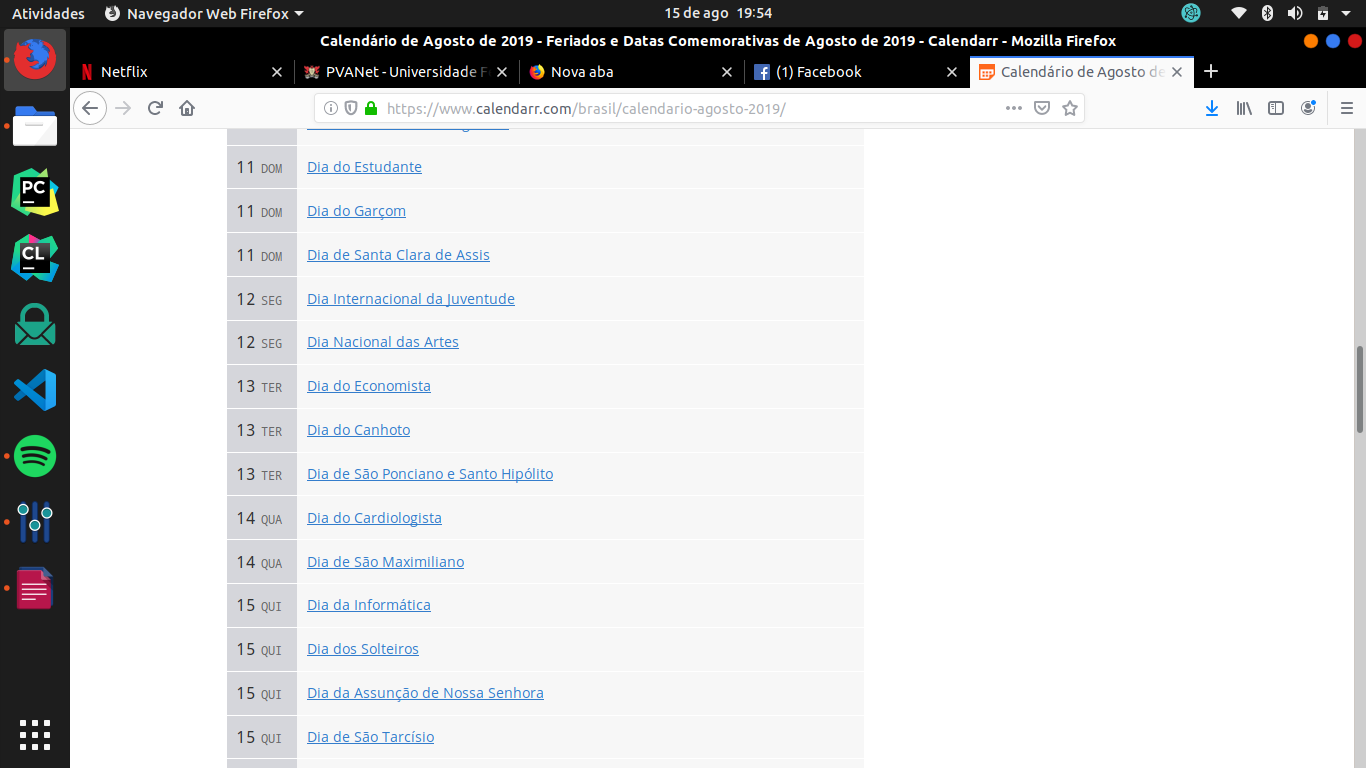 Atividades
Navegador Web Firefox
15 de ago 19:54
Calendário de Agosto de 2019 - Feriados e Datas Comemorativas de Agosto de 2019 - Calendarr - Mozilla Firefox
Netflix
PVANet - Universidade F
Nova aba
(1) Facebook
Calendário de Agosto de
https://www.calendarr.com/brasil/calendario-agosto-2019/
11 DOM Dia do Estudante
11 DOM Dia do Garçom
11 DOM Dia de Santa Clara de Assis
12 SEG Dia Internacional da Juventude
12 SEG Dia Nacional das Artes
13 TER Dia do Economista
13 TER Dia do Canhoto
13 TER Dia de São Ponciano e Santo Hipólito
14 QUA Dia do Cardiologista
14 QUA Dia de São Maximiliano
15 QUI Dia da Informática
15 QUI Dia dos Solteiros
15 QUI Dia da Assunção de Nossa Senhora
15 QUI Dia de São Tarcísio
PC
CL